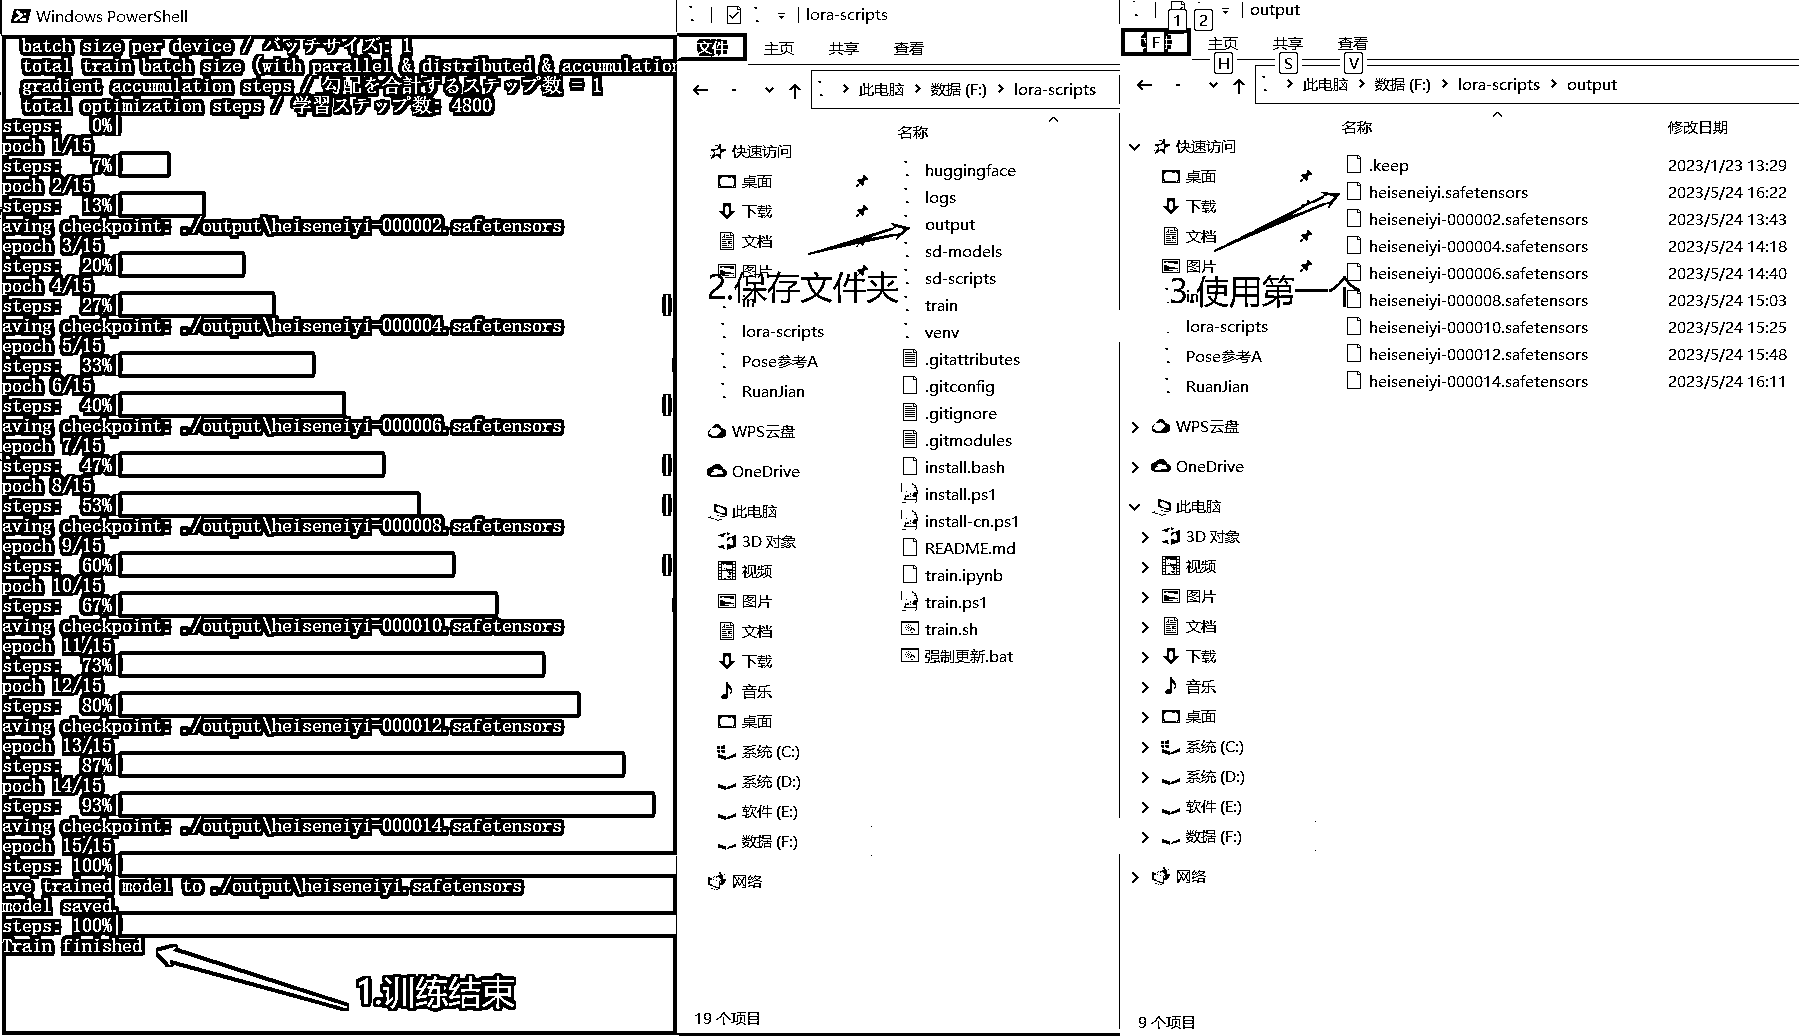 Windows PowerShell
batch size per device / バッチサイズ: 1
total train batch size (with parallel & distributed & accumulation
gradient accumulation steps / 勾配を合計するステップ数 = 1
total optimization steps / 学習ステップ数: 4800
steps: 0%
poch 1/15
steps: 7%
poch 2/15
steps: 13%
aving checkpoint: ./output\heiseneiyi-000002.safetensors
epoch 3/15
steps: 20%
poch 4/15
steps: 27%
aving checkpoint: ./output\heiseneiyi-000004.safetensors
epoch 5/15
steps: 33%
poch 6/15
steps: 40%
aving checkpoint: ./output\heiseneiyi-000006.safetensors
epoch 7/15
steps: 47%
poch 8/15
steps: 53%
aving checkpoint: ./output\heiseneiyi-000008.safetensors
epoch 9/15
steps: 60%
poch 10/15
steps: 67%
aving checkpoint: ./output\heiseneiyi-000010.safetensors
epoch 11/15
steps: 73%
poch 12/15
steps: 80%
aving checkpoint: ./output\heiseneiyi-000012.safetensors
epoch 13/15
steps: 87%
poch 14/15
steps: 93%
aving checkpoint: ./output\heiseneiyi-000014.safetensors
epoch 15/15
steps: 100%
ave trained model to ./output\heiseneiyi.safetensors
model saved.
steps: 100%
Train finished
1.训练结束
lora-scripts
文件 主页 共享 查看
此电脑 > 数据 (F:) > lora-scripts
名称
快速访问
桌面
下载
文档
图片
2.保存文件夹
lora-scripts
Pose参考A
RuanJian
WPS云盘
OneDrive
此电脑
3D 对象
视频
图片
文档
下载
音乐
桌面
系统 (C:)
系统 (D:)
软件 (E:)
数据 (F:)
网络
huggingface
logs
output
sd-models
sd-scripts
train
venv
.gitattributes
.gitconfig
.gitignore
.gitmodules
install.bash
install.ps1
install-cn.ps1
README.md
train.ipynb
train.ps1
train.sh
强制更新.bat
19 个项目
1 2 output
F 主页 共享 查看
H S V
此电脑 > 数据 (F:) > lora-scripts > output
名称 修改日期
快速访问
桌面
下载
文档
图片
3.使用第一个
lora-scripts
Pose参考A
RuanJian
WPS云盘
OneDrive
此电脑
3D 对象
视频
图片
文档
下载
音乐
桌面
系统 (C:)
系统 (D:)
软件 (E:)
数据 (F:)
网络
.keep 2023/1/23 13:29
heiseneiyi.safetensors 2023/5/24 16:22
heiseneiyi-000002.safetensors 2023/5/24 13:43
heiseneiyi-000004.safetensors 2023/5/24 14:18
heiseneiyi-000006.safetensors 2023/5/24 14:40
heiseneiyi-000008.safetensors 2023/5/24 15:03
heiseneiyi-000010.safetensors 2023/5/24 15:25
heiseneiyi-000012.safetensors 2023/5/24 15:48
heiseneiyi-000014.safetensors 2023/5/24 16:11
9 个项目